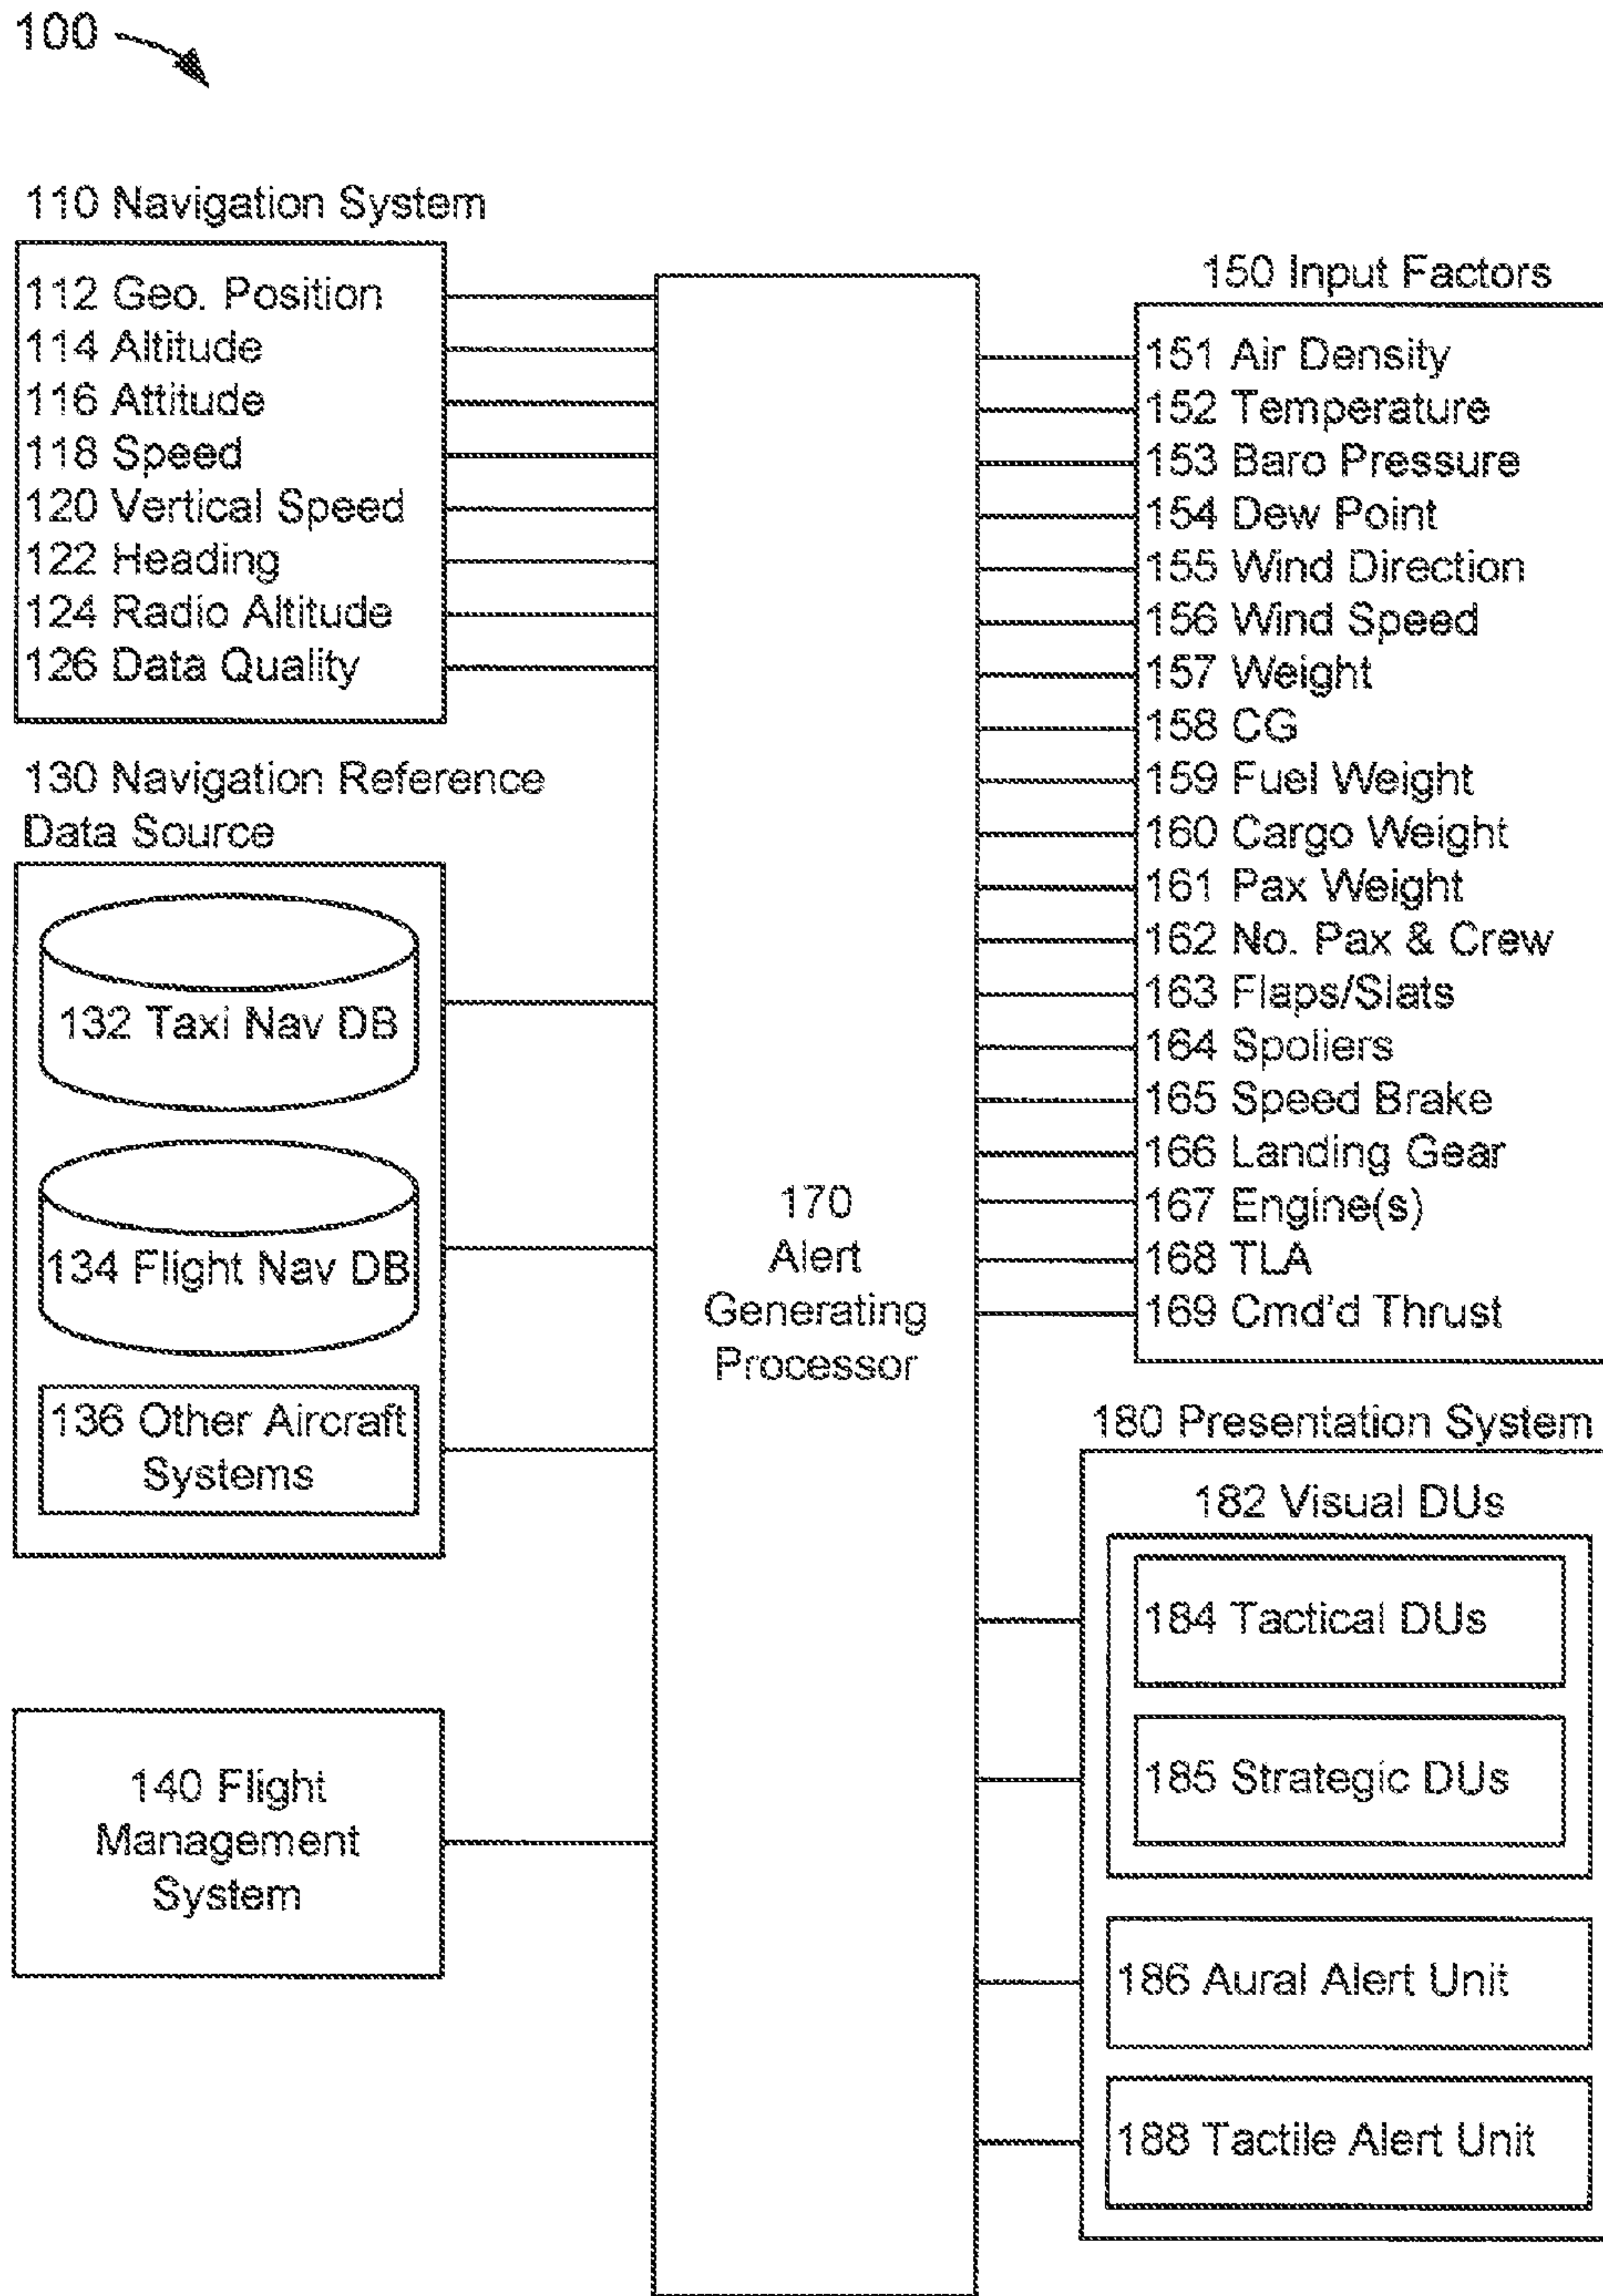 100
110 Navigation System
112 Geo. Position
114 Altitude
116 Attitude
118 Speed
120 Vertical Speed
122 Heading
124 Radio Altitude
126 Data Quality
130 Navigation Reference
Data Source
132 Taxi Nav DB
134 Flight Nav DB
136 Other Aircraft
Systems
140 Flight
Management
System
170
Alert
Generating
Processor
150 Input Factors
151 Air Density
152 Temperature
153 Baro Pressure
154 Dew Point
155 Wind Direction
156 Wind Speed
157 Weight
158 CG
159 Fuel Weight
160 Cargo Weight
161 Pax Weight
162 No. Pax & Crew
163 Flaps/Slats
164 Spoliers
165 Speed Brake
166 Landing Gear
167 Engine(s)
168 TLA
169 Cmd'd Thrust
180 Presentation System
182 Visual DUs
184 Tactical DUs
185 Strategic DUs
186 Aural Alert Unit
188 Tactile Alert Unit